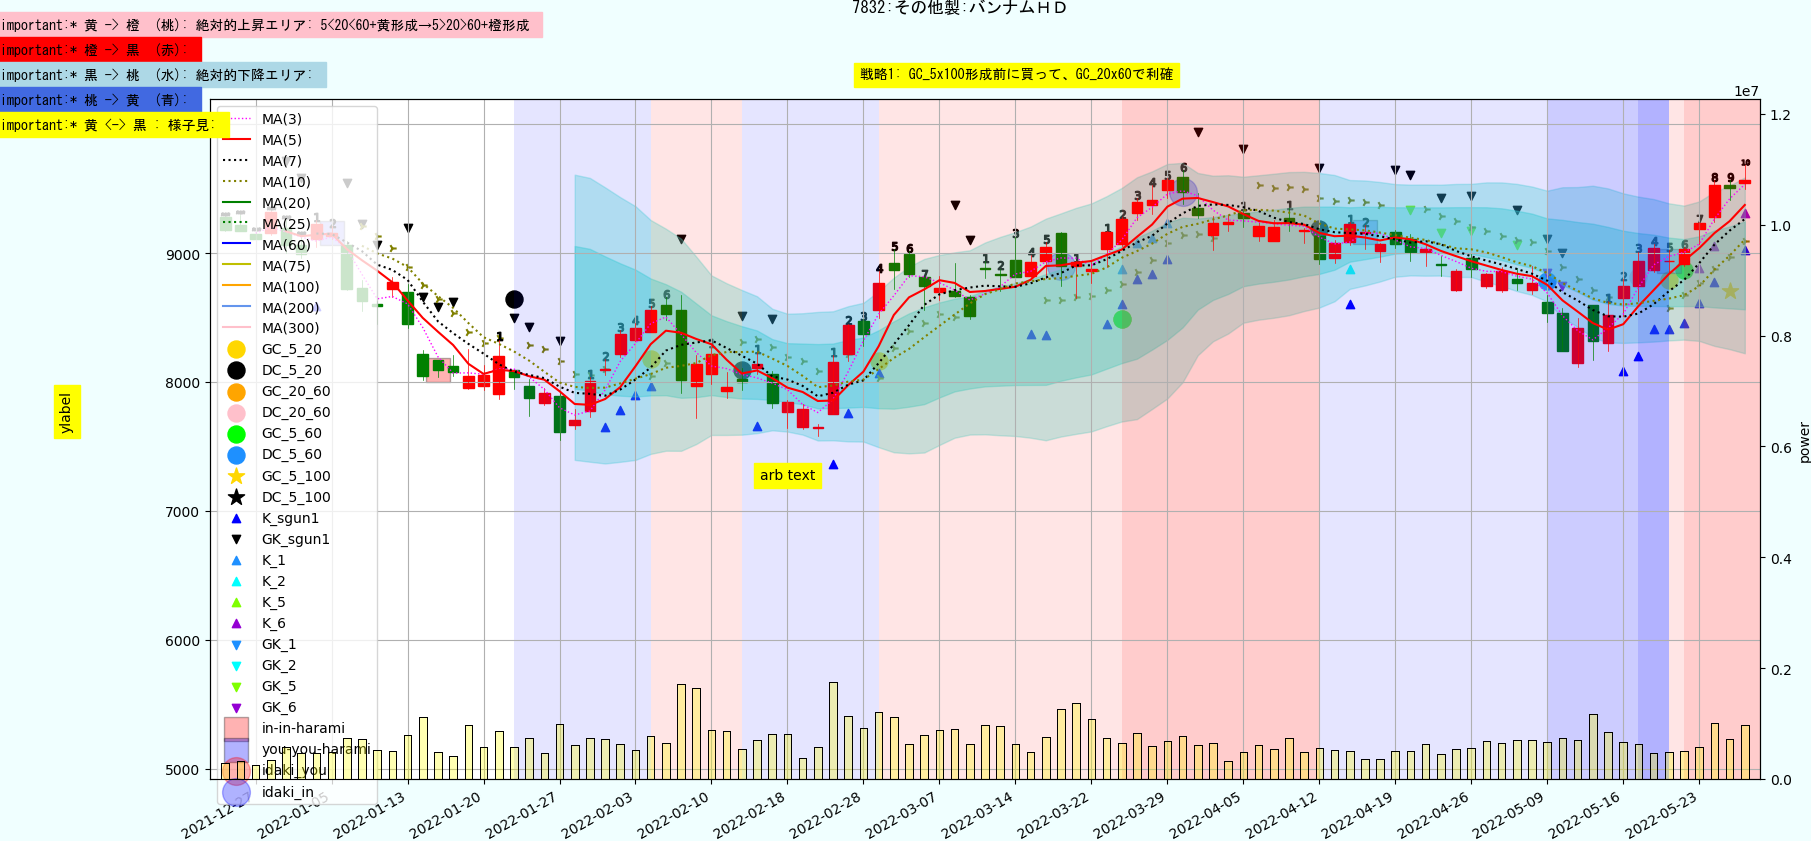 7832:その他製:バンナムＨＤ
important:* 黄 -> 橙 (桃): 絶対的上昇エリア: 5<20<60+黄形成→5>20>60+橙形成
important:* 橙 -> 黒 (赤):
important:* 黒 -> 桃 (水): 絶対的下降エリア:
戦略1: GC_5x100形成前に買って、GC_20x60で利確
important:* 桃 -> 黄 (青):
important:* 黄 <-> 黒 : 様子見:
1e7
MA(3)
MA(5)
MA(7)
MA(10)
MA(20)
MA(25)
MA(60)
MA(75)
MA(100)
MA(200)
MA(300)
GC_5_20
DC_5_20
GC_20_60
DC_20_60
GC_5_60
DC_5_60
GC_5_100
DC_5_100
K_sgun1
GK_sgun1
K_1
K_2
K_5
K_6
GK_1
GK_2
GK_5
GK_6
in-in-harami
you-you-harami
idaki_you
idaki_in
9000
8000
7000
6000
5000
ylabel
arb text
1.2
1.0
0.8
0.6
0.4
0.2
0.0
power
2021-12-27
2022-01-05
2022-01-13
2022-01-20
2022-01-27
2022-02-03
2022-02-10
2022-02-18
2022-02-28
2022-03-07
2022-03-14
2022-03-22
2022-03-29
2022-04-05
2022-04-12
2022-04-19
2022-04-26
2022-05-09
2022-05-16
2022-05-23